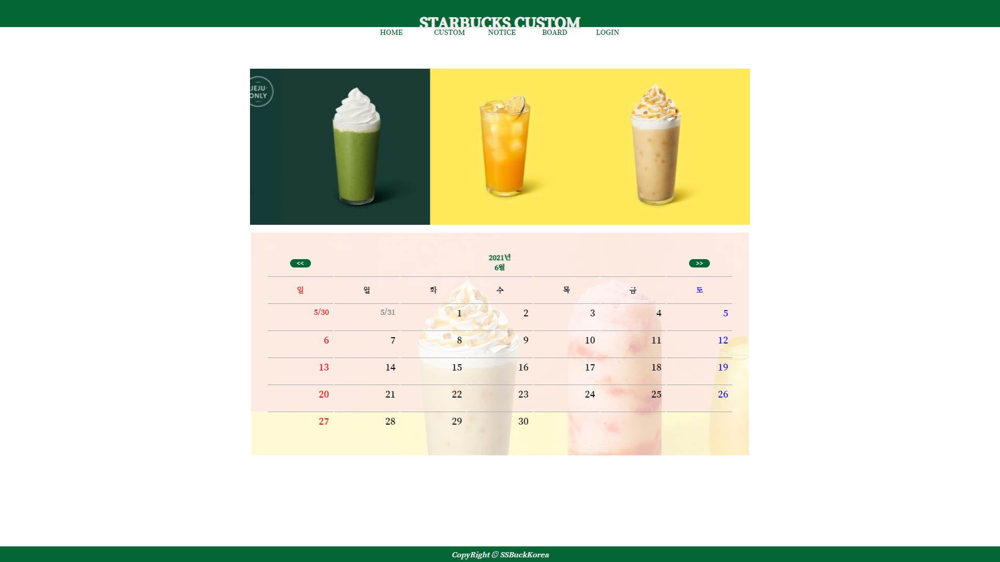 STARBUCKS CUSTOM
HOME CUSTOM NOTICE BOARD LOGIN
JEJU
ONLY
<< 2021년 >>
6월
일 월 화 수 목 금 토
5/30 5/31 1 2 3 4 5
6 7 8 9 10 11 12
13 14 15 16 17 18 19
20 21 22 23 24 25 26
27 28 29 30
CopyRight © SSBuckKorea